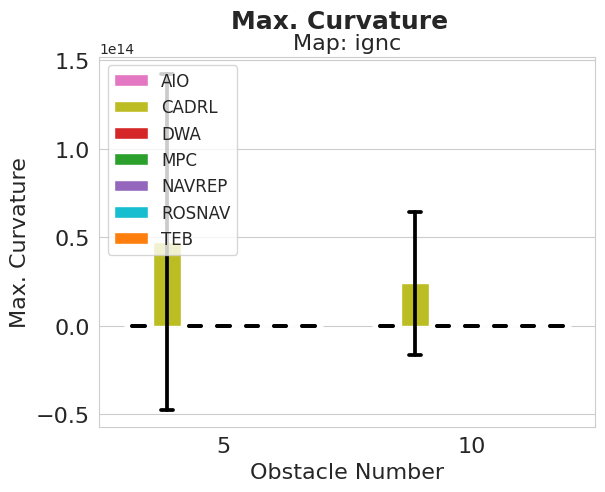 Max. Curvature
Map: ignc
1e14
1.5
1.0
0.5
0.0
−0.5
Max. Curvature
AIO
CADRL
DWA
MPC
NAVREP
ROSNAV
TEB
5
10
Obstacle Number